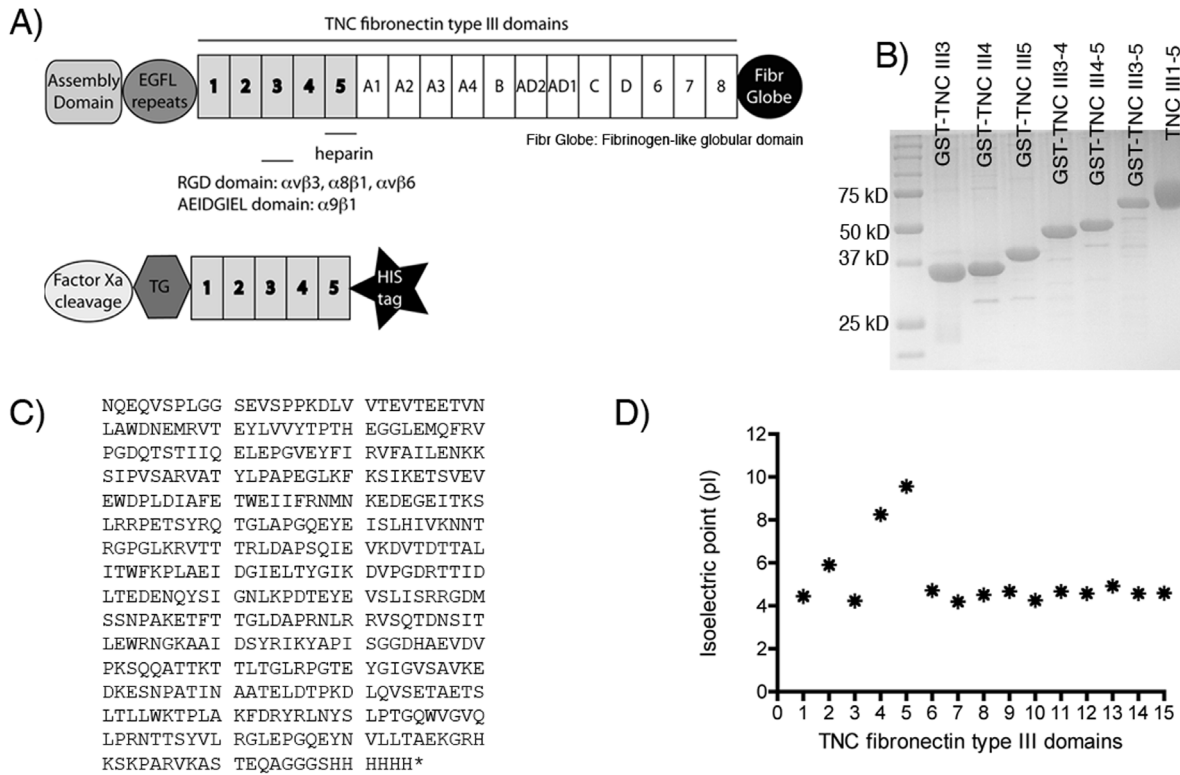 A)
TNC fibronectin type III domains
Assembly
Domain
EGFL
repeats
1 2 3 4 5 A1 A2 A3 A4 B AD2 AD1 C D 6 7 8
Fibr
Globe
heparin
Fibr Globe: Fibrinogen-like globular domain
RGD domain: αvβ3, α8β1, αvβ6
AEIDGIEL domain: α9β1
Factor Xa
cleavage
TG
1 2 3 4 5
HIS
tag
B)
GST-TNC III3
GST-TNC III4
GST-TNC III5
GST-TNC III3-4
GST-TNC III4-5
GST-TNC III3-5
TNC III1-5
75 kD
50 kD
37 kD
25 kD
C)
NQEQVSPLGG SEVSPPKDLV VTEVTEETVN
LAWDNEMRVT EYLVVYTPTH EGGLEMQFRV
PGDQTSTIIQ ELEPGVEYFI RVFAILENKK
SIPVSARVAT YLPAPEGLKF KSIKETSVEV
EWDPLDIAFE TWEIIFRNMN KEDEGEITKS
LRRPETSYRQ TGLAPGQEYE ISLHIVKNNT
RGPGLKRVTT TRLDAPSQIE VKDVTDTTAL
ITWFKPLAEI DGIELTYGIK DVPGDRTTID
LTEDENQYSI GNLKPDTEYE VSLISRRGDM
SSNPAKETFT TGLDAPRNLR RVSQTDNSIT
LEWRNGKAAI DSYRIKYAPI SGGDHAEVDV
PKSQQATTKT TLTGLRPGTE YGIGVSAVKE
DKESNPATIN AATELDTPKD LQVSETAETS
LTLLWKTPLA KFDRYRLNYS LPTGQWVGVQ
LPRNTTSYVL RGLEPGQEYN VLLTAEKGRH
KSKPARVKAS TEQAGGGSHH HHHH*
D)
Isoelectric point (pI)
12
10
8
6
4
2
0
0 1 2 3 4 5 6 7 8 9 10 11 12 13 14 15
TNC fibronectin type III domains